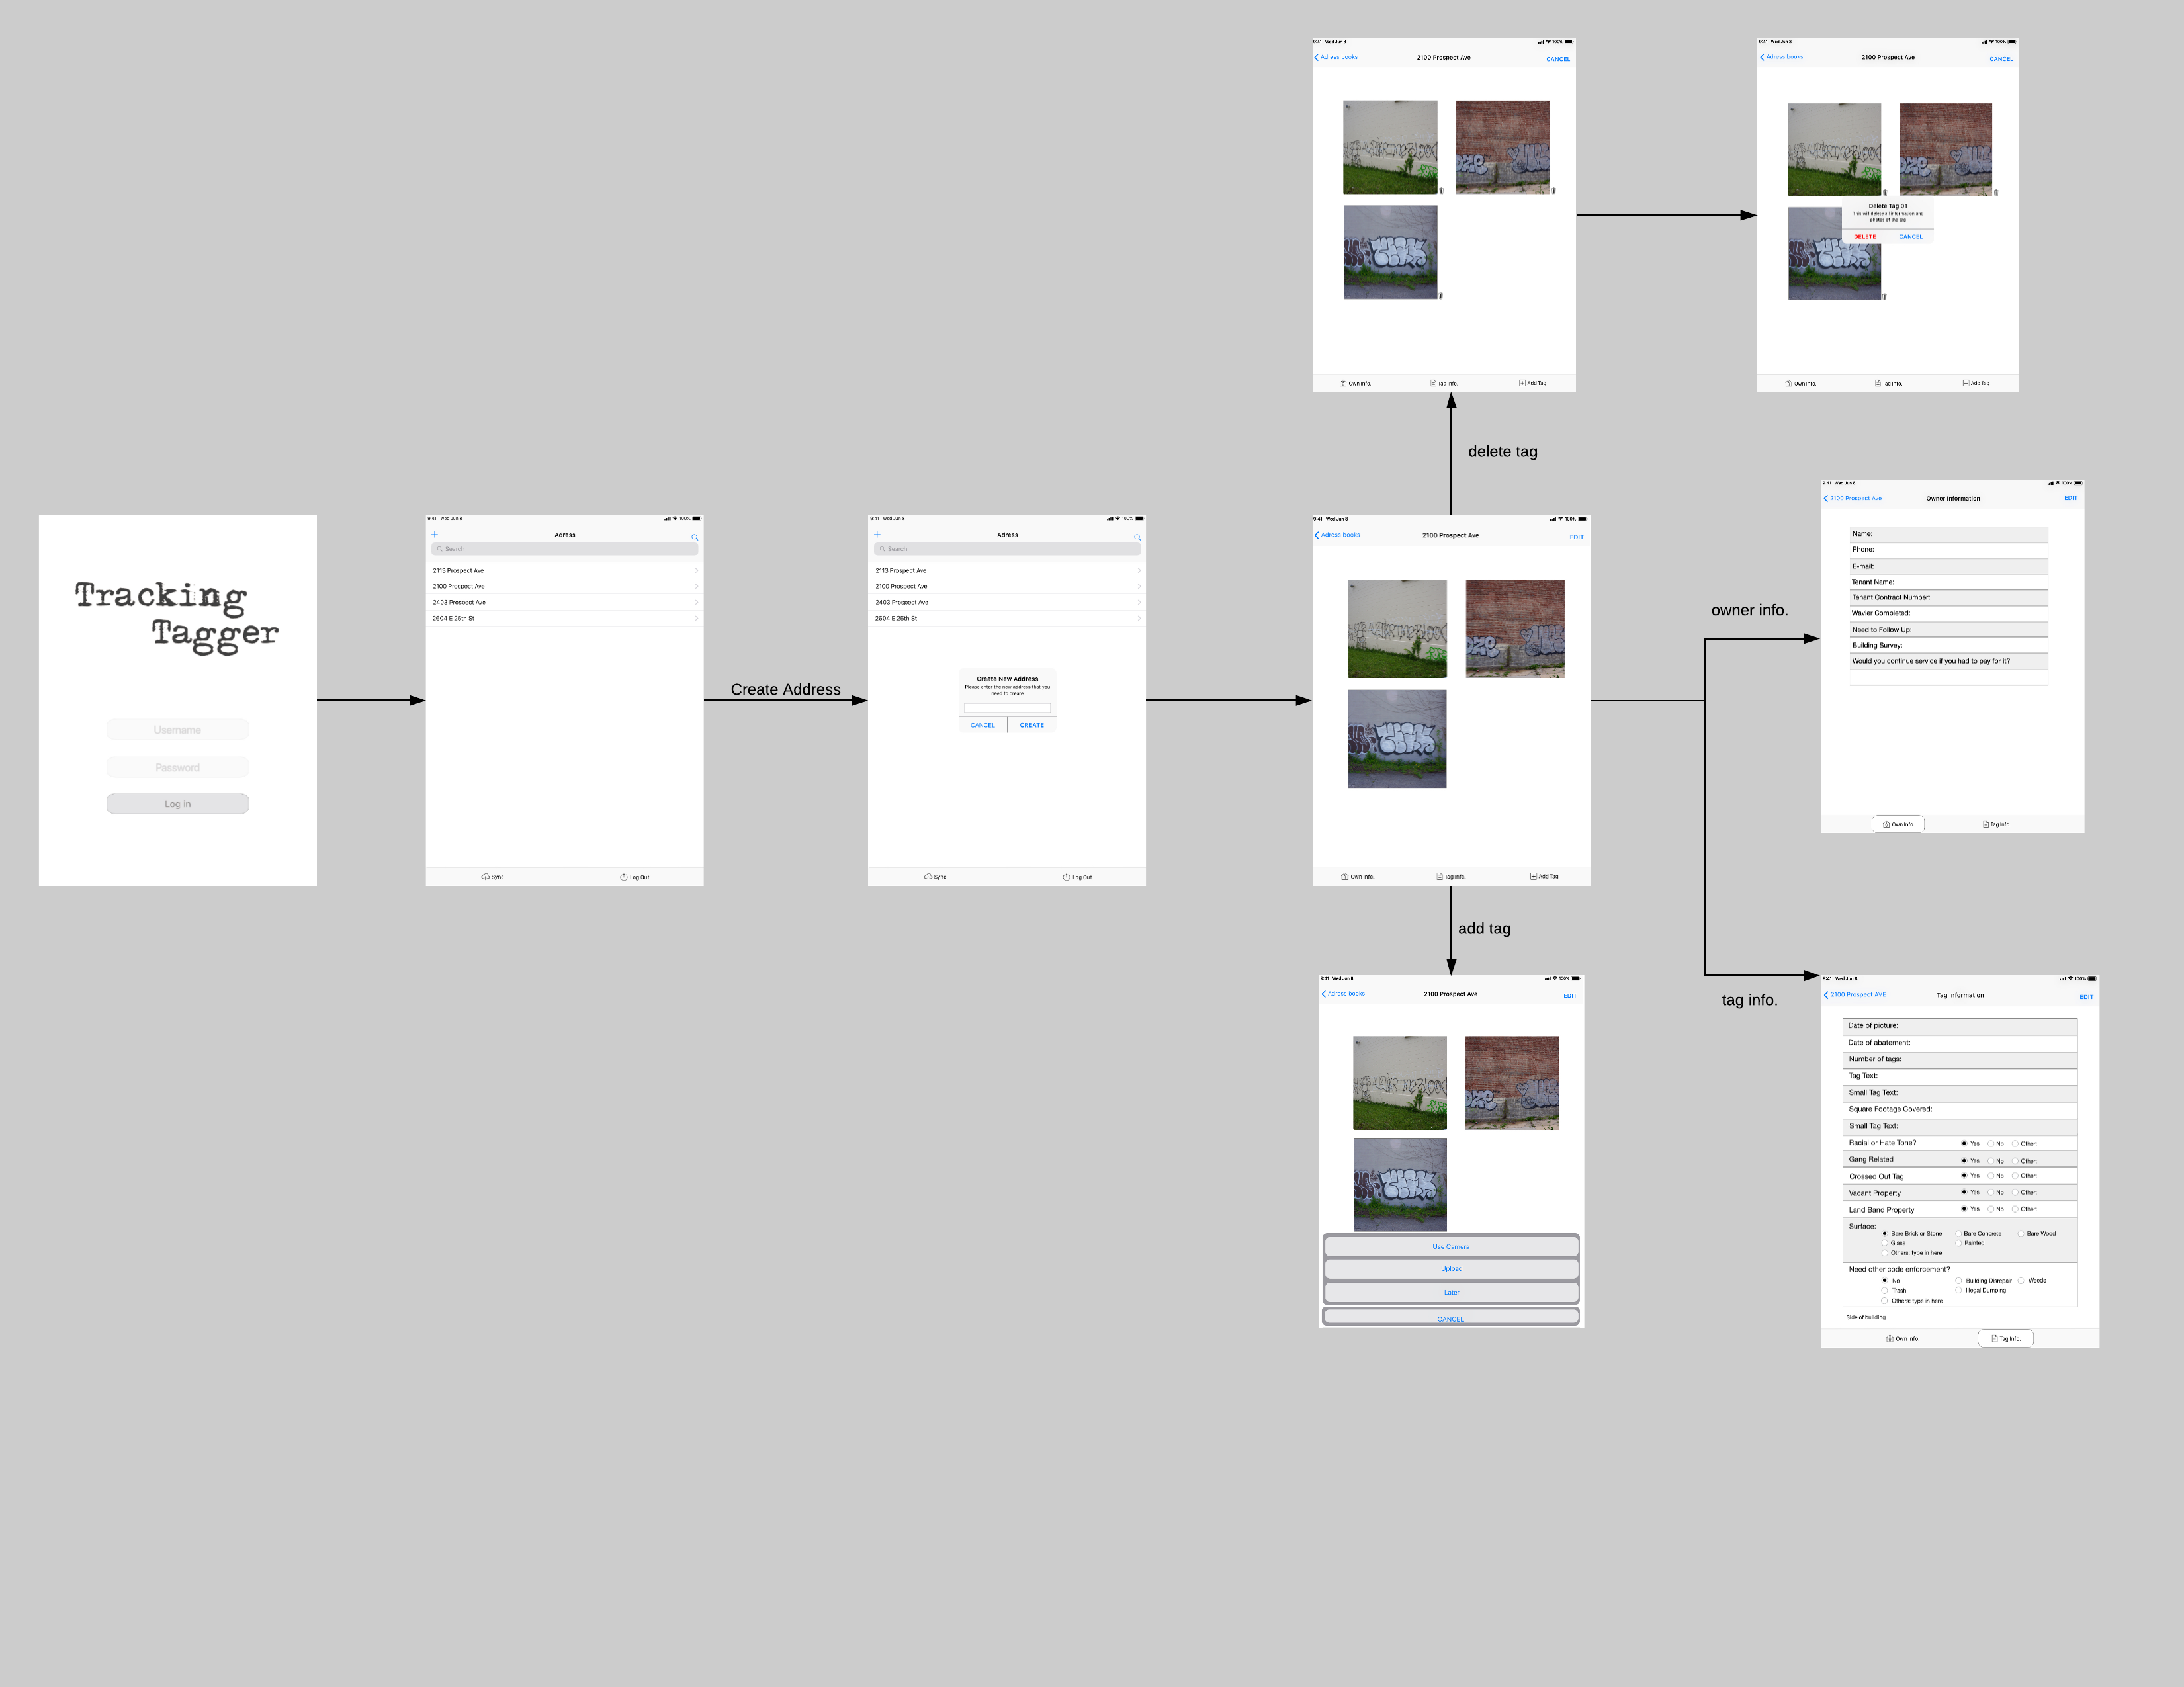 Tracking
Tagger
Username
Password
Log in
9:41 Wed Jun 8
100%
Adress
Search
2113 Prospect Ave
2100 Prospect Ave
2403 Prospect Ave
2604 E 25th St
Sync
Log Out
Create Address
9:41 Wed Jun 8
100%
Adress
Search
2113 Prospect Ave
2100 Prospect Ave
2403 Prospect Ave
2604 E 25th St
Create New Address
Please enter the new address that you
need to create
CANCEL
CREATE
Sync
Log Out
9:41 Wed Jun 8
100%
Adress books
2100 Prospect Ave
EDIT
Own Info.
Tag Info.
Add Tag
delete tag
9:41 Wed Jun 8
100%
Adress books
2100 Prospect Ave
CANCEL
Own Info.
Tag Info.
Add Tag
9:41 Wed Jun 8
100%
Adress books
2100 Prospect Ave
CANCEL
Delete Tag 01
This will delete all information and
photos of the tag
DELETE
CANCEL
Own Info.
Tag Info.
Add Tag
add tag
9:41 Wed Jun 8
100%
Adress books
2100 Prospect Ave
EDIT
Use Camera
Upload
Later
CANCEL
owner info.
9:41 Wed Jun 8
100%
2100 Prospect Ave
Owner Information
EDIT
Name:
Phone:
E-mail:
Tenant Name:
Tenant Contract Number:
Wavier Completed:
Need to Follow Up:
Building Survey:
Would you continue service if you had to pay for it?
Own Info.
Tag Info.
tag info.
9:41 Wed Jun 8
100%
2100 Prospect AVE
Tag Information
EDIT
Date of picture:
Date of abatement:
Number of tags:
Tag Text:
Small Tag Text:
Square Footage Covered:
Small Tag Text:
Racial or Hate Tone? Yes No Other:
Gang Related Yes No Other:
Crossed Out Tag Yes No Other:
Vacant Property Yes No Other:
Land Band Property Yes No Other:
Surface:
Bare Brick or Stone Bare Concrete Bare Wood
Glass Painted
Others: type in here
Need other code enforcement?
No Building Disrepair Weeds
Trash Illegal Dumping
Others: type in here
Side of building
Own Info.
Tag Info.